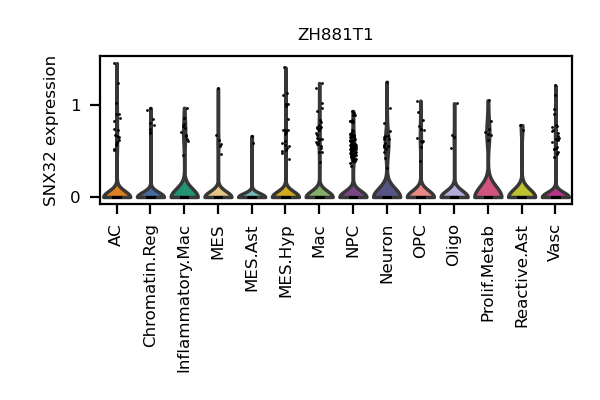 ZH881T1
SNX32 expression
1
0
AC
Chromatin.Reg
Inflammatory.Mac
MES
MES.Ast
MES.Hyp
Mac
NPC
Neuron
OPC
Oligo
Prolif.Metab
Reactive.Ast
Vasc